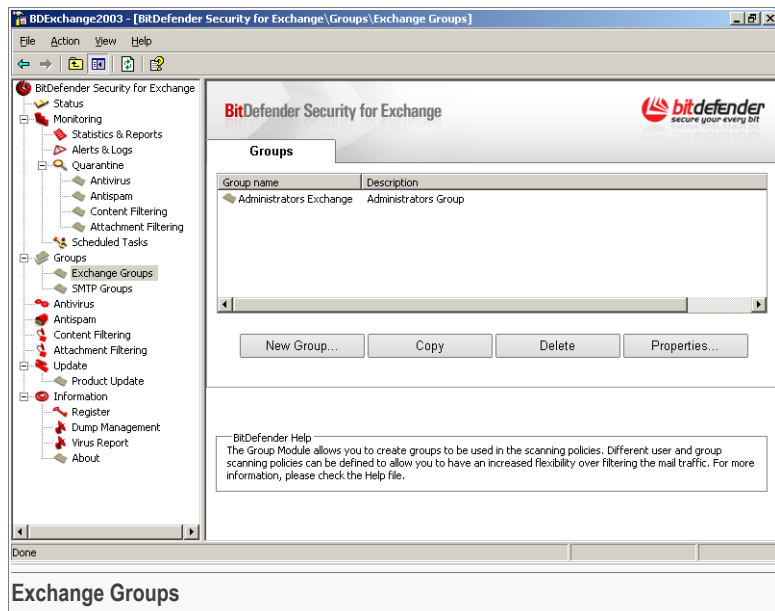 BDExchange2003 - [BitDefender Security for Exchange\Groups\Exchange Groups]
File Action View Help
BitDefender Security for Exchange
Status
Monitoring
Statistics & Reports
Alerts & Logs
Quarantine
Antivirus
Antispam
Content Filtering
Attachment Filtering
Scheduled Tasks
Groups
Exchange Groups
SMTP Groups
Antivirus
Antispam
Content Filtering
Attachment Filtering
Update
Product Update
Information
Register
Dump Management
Virus Report
About
BitDefender Security for Exchange
bitdefender
secure your every bit
Groups
Group name Description
Administrators Exchange Administrators Group
New Group... Copy Delete Properties...
BitDefender Help
The Group Module allows you to create groups to be used in the scanning policies. Different user and group
scanning policies can be defined to allow you to have an increased flexibility over filtering the mail traffic. For more
information, please check the Help file.
Done
Exchange Groups